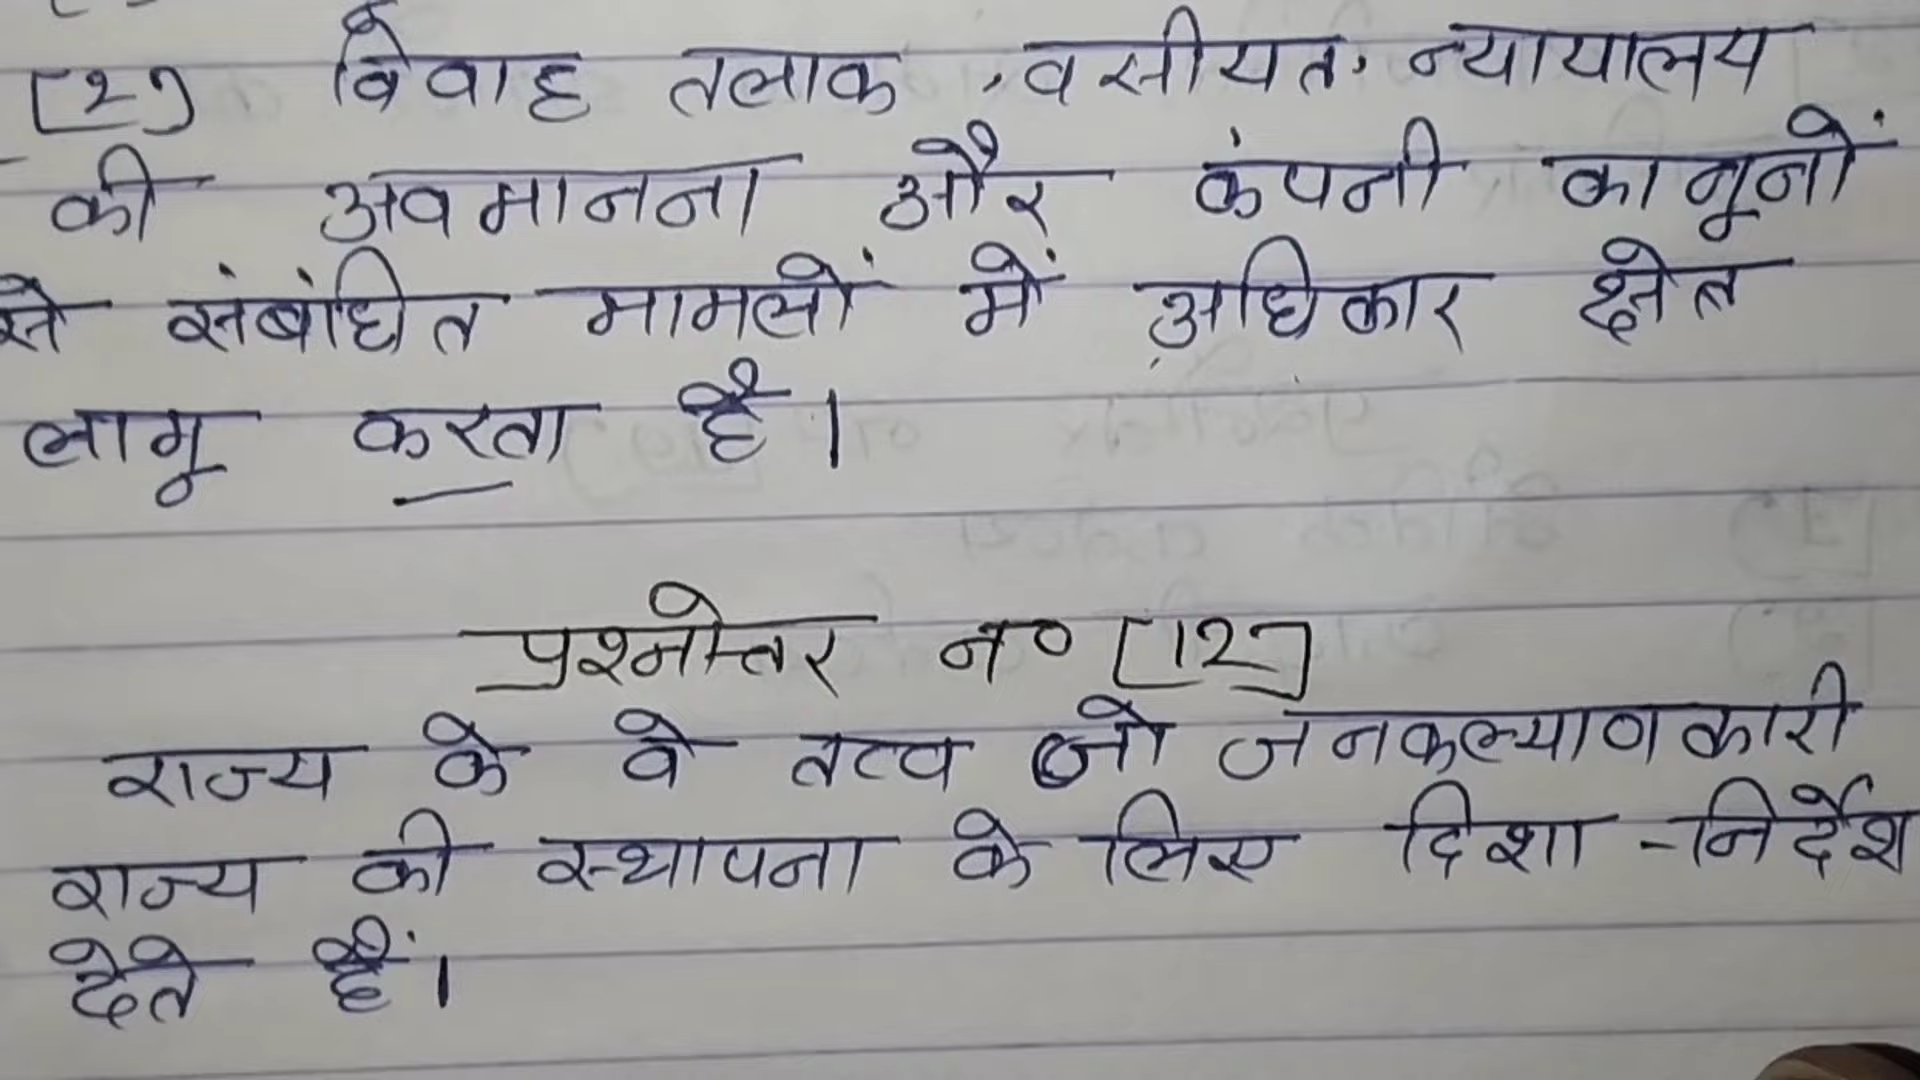 [2] विवाह तलाक, वसीयत, न्यायालय
की अवमानना और कंपनी कानूनों
से संबंधित मामलों में अधिकार क्षेत्र
लागू करता है।
प्रश्नोत्तर न० [12]
राज्य के वे तत्व जो जनकल्याणकारी
राज्य की स्थापना के लिए दिशा -निर्देश
देते हैं।